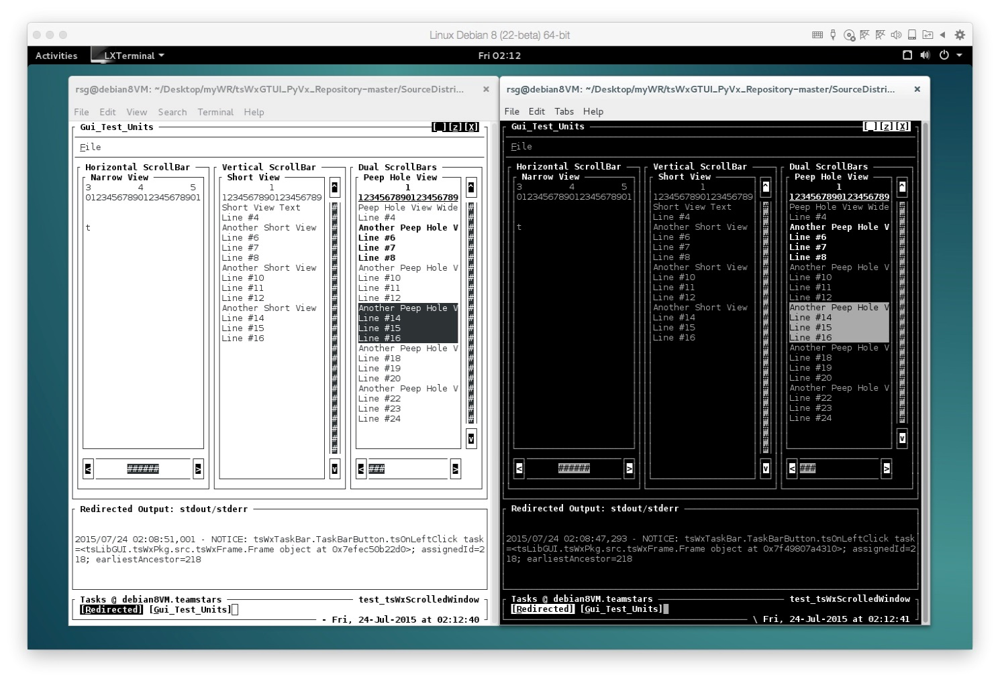 Linux Debian 8 (22-beta) 64-bit
Activities LXTerminal Fri 02:12
rsg@debian8VM: ~/Desktop/myWR/tsWxGTUI_PyVx_Repository-master/SourceDistri... ×
File Edit View Search Terminal Help
Gui_Test_Units [_][z][X]
File
Horizontal ScrollBar Vertical ScrollBar Dual ScrollBars
Narrow View Short View Peep Hole View
3 4 5 1 1 ^ ^
012345678901234567890​1 1234567890123456789 1234567890123456789
Short View Text Peep Hole View Wide
Line #4 Line #4
t Another Short View Another Peep Hole V
Line #6 Line #6
Line #7 Line #7
Line #8 Line #8
Another Short View Another Peep Hole V
Line #10 Line #10
Line #11 Line #11
Line #12 Line #12
Another Short View Another Peep Hole V
Line #14 Line #14
Line #15 Line #15
Line #16 Line #16
Another Peep Hole V
Line #18
Line #19
Line #20
Another Peep Hole V
Line #22
Line #23
Line #24
v
< ###### > v < ### >
Redirected Output: stdout/stderr
2015/07/24 02:08:51,001 - NOTICE: tsWxTaskBar.TaskBarButton.tsOnLeftClick task
=<tsLibGUI.tsWxPkg.src.tsWxFrame.Frame object at 0x7efec50b22d0>; assignedId=2
18; earliestAncestor=218
Tasks @ debian8VM.teamstars test_tsWxScrolledWindow
[Redirected] [Gui_Test_Units]
- Fri, 24-Jul-2015 at 02:12:40
rsg@debian8VM: ~/Desktop/myWR/tsWxGTUI_PyVx_Repository-master/SourceDistri... ×
File Edit Tabs Help
Gui_Test_Units [_][z][X]
File
Horizontal ScrollBar Vertical ScrollBar Dual ScrollBars
Narrow View Short View Peep Hole View
3 4 5 1 1 ^ ^
0123456789012345678901 1234567890123456789 1234567890123456789
Short View Text Peep Hole View Wide
Line #4 Line #4
t Another Short View Another Peep Hole V
Line #6 Line #6
Line #7 Line #7
Line #8 Line #8
Another Short View Another Peep Hole V
Line #10 Line #10
Line #11 Line #11
Line #12 Line #12
Another Short View Another Peep Hole V
Line #14 Line #14
Line #15 Line #15
Line #16 Line #16
Another Peep Hole V
Line #18
Line #19
Line #20
Another Peep Hole V
Line #22
Line #23
Line #24
v
< ###### > v < ### >
Redirected Output: stdout/stderr
2015/07/24 02:08:47,293 - NOTICE: tsWxTaskBar.TaskBarButton.tsOnLeftClick task
=<tsLibGUI.tsWxPkg.src.tsWxFrame.Frame object at 0x7f49807a4310>; assignedId=2
18; earliestAncestor=218
Tasks @ debian8VM.teamstars test_tsWxScrolledWindow
[Redirected] [Gui_Test_Units]
\ Fri, 24-Jul-2015 at 02:12:41